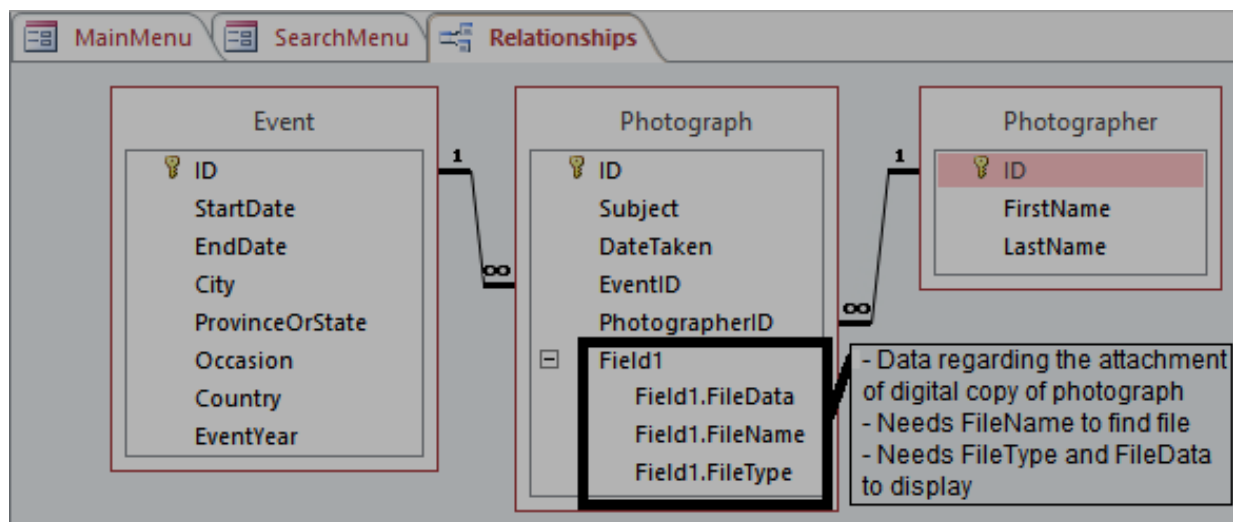 MainMenu SearchMenu Relationships
Event
ID
StartDate
EndDate
City
ProvinceOrState
Occasion
Country
EventYear
1
∞
Photograph
ID
Subject
DateTaken
EventID
PhotographerID
Field1
Field1.FileData
Field1.FileName
Field1.FileType
1
∞
Photographer
ID
FirstName
LastName
- Data regarding the attachment
of digital copy of photograph
- Needs FileName to find file
- Needs FileType and FileData
to display